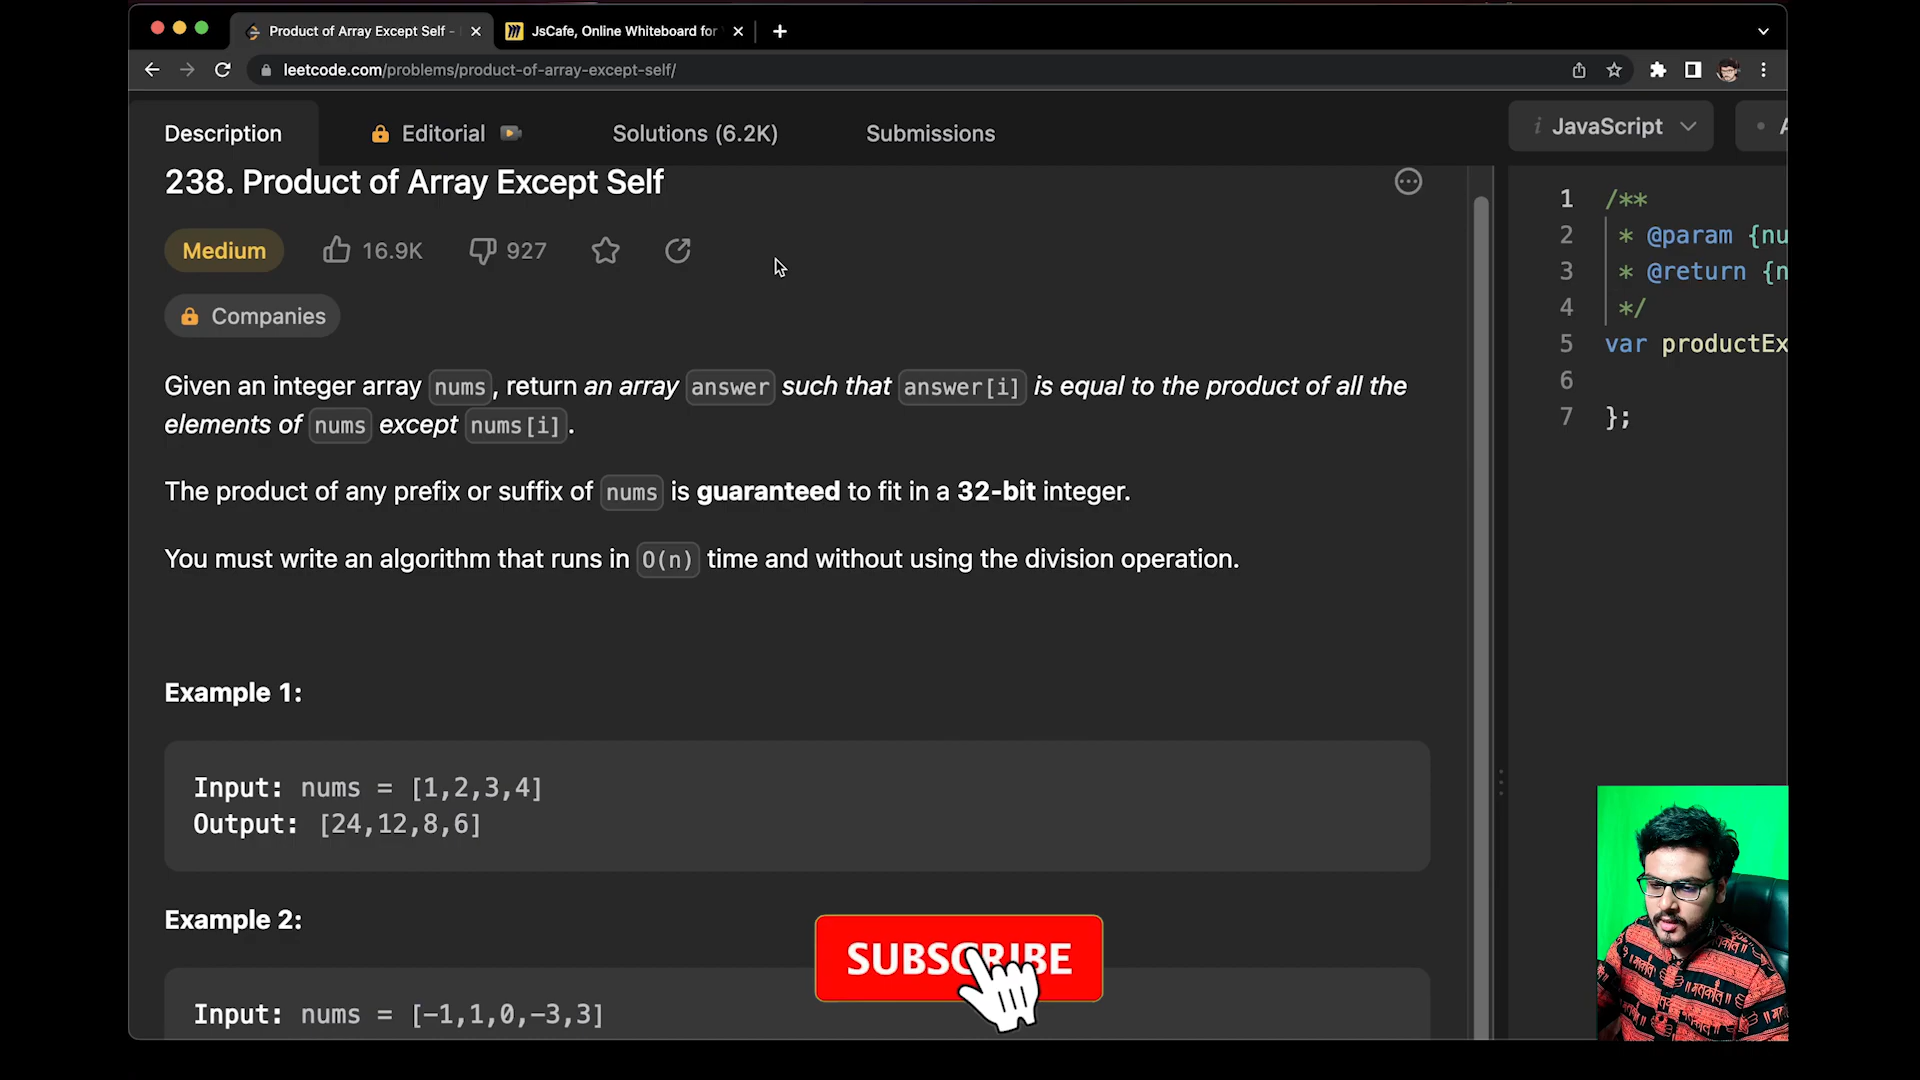 Product of Array Except Self -
JsCafe, Online Whiteboard for
leetcode.com/problems/product-of-array-except-self/
Description
Editorial
Solutions (6.2K)
Submissions
i JavaScript
238. Product of Array Except Self
Medium
16.9K
927
Companies
Given an integer array nums, return an array answer such that answer[i] is equal to the product of all the
elements of nums except nums[i].
The product of any prefix or suffix of nums is guaranteed to fit in a 32-bit integer.
You must write an algorithm that runs in O(n) time and without using the division operation.
Example 1:
Input: nums = [1,2,3,4]
Output: [24,12,8,6]
Example 2:
Input: nums = [-1,1,0,-3,3]
1 /**
2 * @param {nu
3 * @return {n
4 */
5 var productEx
6
7 };
SUBSCRIBE